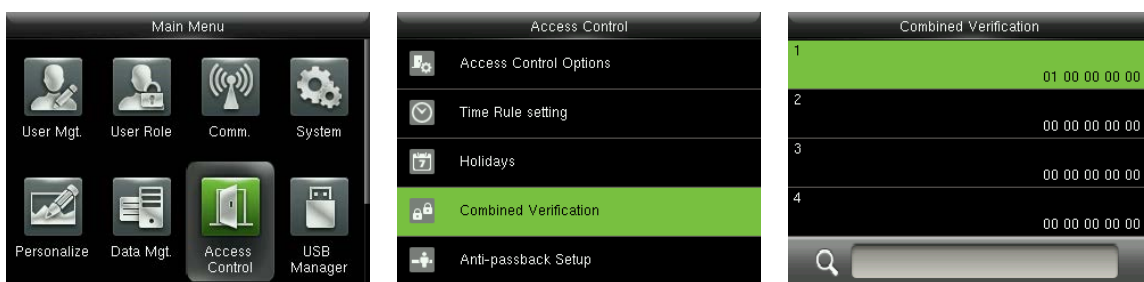 Main Menu
User Mgt.
User Role
Comm.
System
Personalize
Data Mgt.
Access
Control
USB
Manager
Access Control
Access Control Options
Time Rule setting
7
Holidays
Combined Verification
Anti-passback Setup
Combined Verification
1
01 00 00 00 00
2
00 00 00 00 00
3
00 00 00 00 00
4
00 00 00 00 00